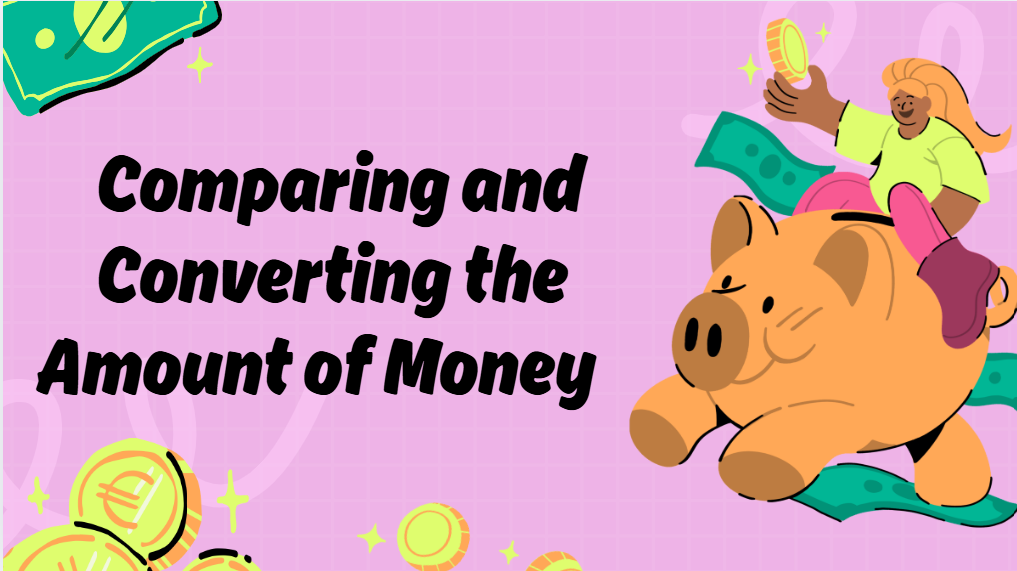 Comparing and
Converting the
Amount of Money
€